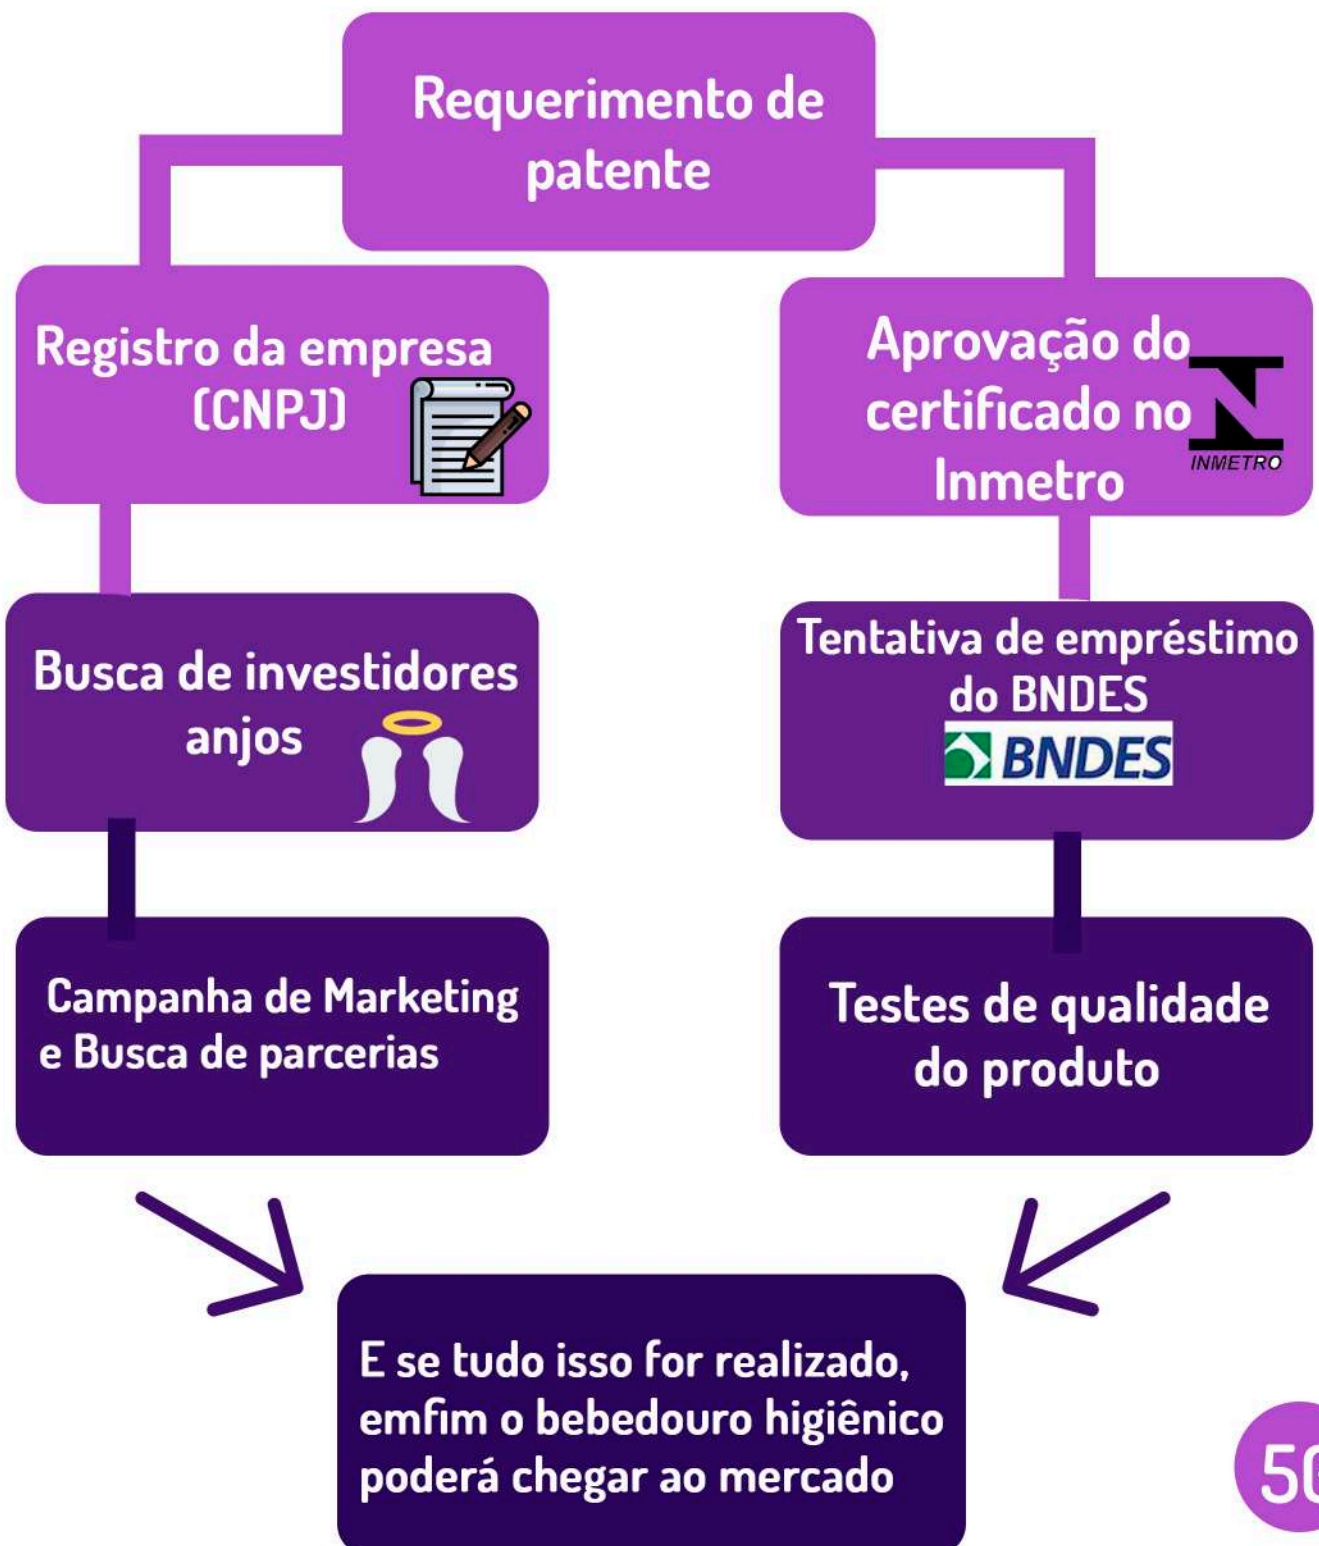 Requerimento de
patente
Registro da empresa
(CNPJ)
Aprovação do
certificado no
Inmetro
INMETRO
Busca de investidores
anjos
Tentativa de empréstimo
do BNDES
BNDES
Campanha de Marketing
e Busca de parcerias
Testes de qualidade
do produto
E se tudo isso for realizado,
emfim o bebedouro higiênico
poderá chegar ao mercado